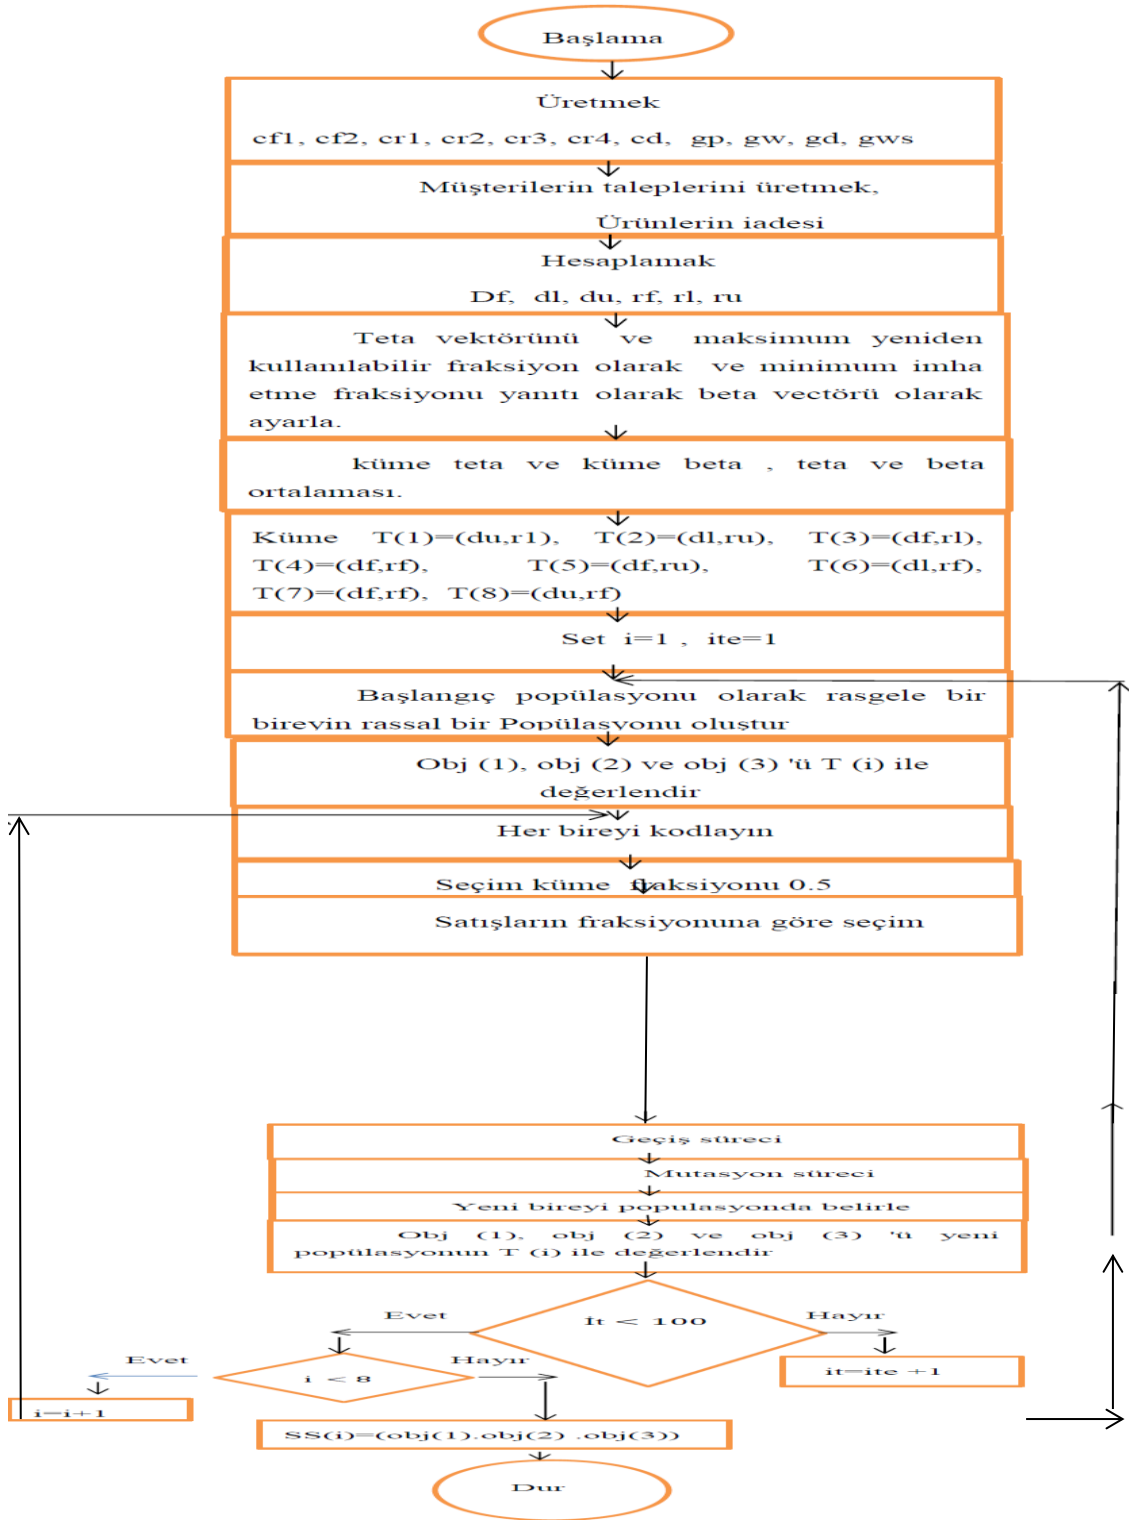 Başlama
Üretmek
cf1, cf2, cr1, cr2, cr3, cr4, cd, gp, gw, gd, gws
Müşterilerin taleplerini üretmek,
Ürünlerin iadesi
Hesaplamak
Df, dl, du, rf, rl, ru
Teta vektörünü ve maksimum yeniden
kullanılabilir fraksiyon olarak ve minimum imha
etme fraksiyonu yanıtı olarak beta vectörü olarak
ayarla.
küme teta ve küme beta , teta ve beta
ortalaması.
Küme T(1)=(du,r1), T(2)=(dl,ru), T(3)=(df,rl),
T(4)=(df,rf), T(5)=(df,ru), T(6)=(dl,rf),
T(7)=(df,rf), T(8)=(du,rf)
Set i=1 , ite=1
Başlangıç popülasyonu olarak rasgele bir
bireyin rassal bir Popülasyonu oluştur
Obj (1), obj (2) ve obj (3) 'ü T (i) ile
değerlendir
Her bireyi kodlayın
Seçim küme fraksiyonu 0.5
Satışların fraksiyonuna göre seçim
Geçiş süreci
Mutasyon süreci
Yeni bireyi populasyonda belirle
Obj (1), obj (2) ve obj (3) 'ü yeni
popülasyonun T (i) ile değerlendir
Evet
İt < 100
Hayır
Evet
i < 8
Hayır
it=ite +1
i=i+1
SS(i)=(obj(1).obj(2) .obj(3))
Dur